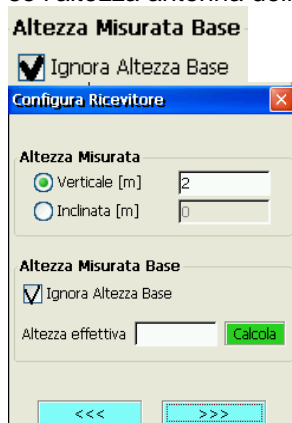 Altezza Misurata Base
Ignora Altezza Base
Configura Ricevitore
Altezza Misurata
Verticale [m] 2
Inclinata [m] 0
Altezza Misurata Base
Ignora Altezza Base
Altezza effettiva Calcola
<<< >>>